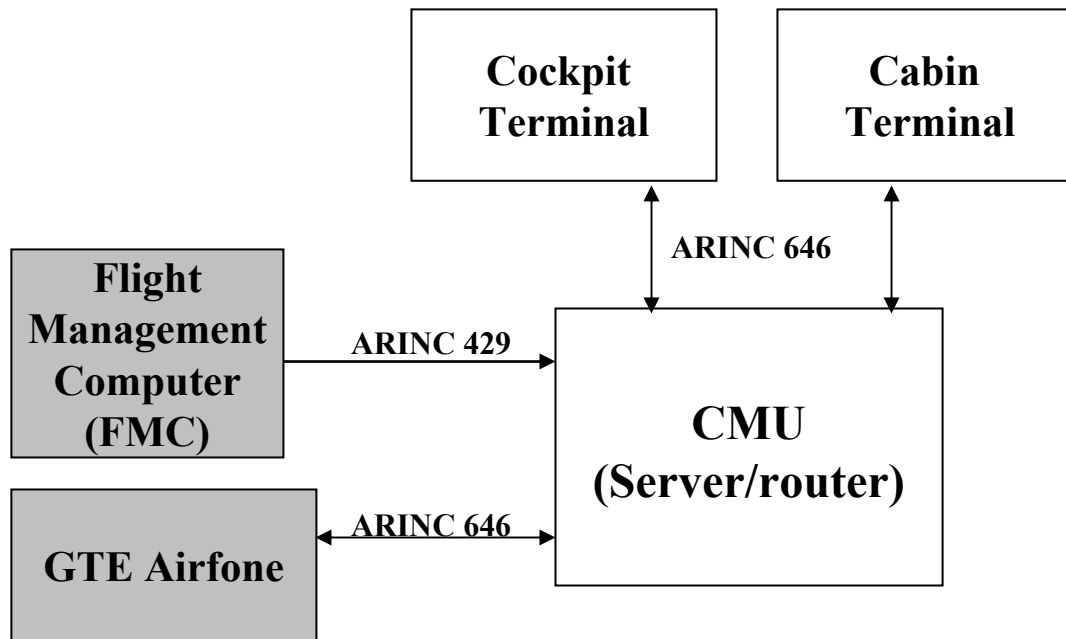 Cockpit
Terminal
Cabin
Terminal
ARINC 646
Flight
Management
Computer
(FMC)
ARINC 429
CMU
(Server/router)
ARINC 646
GTE Airfone